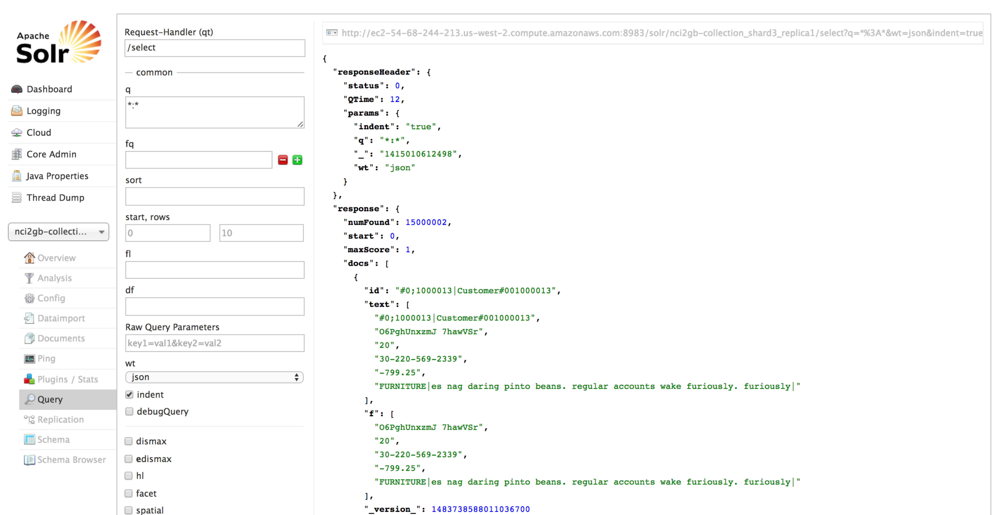 Apache
Solr
Dashboard
Logging
Cloud
Core Admin
Java Properties
Thread Dump
nci2gb-collecti...
Overview
Analysis
Config
Dataimport
Documents
Ping
Plugins / Stats
Query
Replication
Schema
Schema Browser
Request-Handler (qt)
/select
common
q
*:*
fq
sort
start, rows
0 10
fl
df
Raw Query Parameters
key1=val1&key2=val2
wt
json
indent
debugQuery
dismax
edismax
hl
facet
spatial
http://ec2-54-68-244-213.us-west-2.compute.amazonaws.com:8983/solr/nci2gb-collection_shard3_replica1/select?q=*%3A*&wt=json&indent=true
{
"responseHeader": {
"status": 0,
"QTime": 12,
"params": {
"indent": "true",
"q": "*:*",
"_": "1415010612498",
"wt": "json"
}
},
"response": {
"numFound": 15000002,
"start": 0,
"maxScore": 1,
"docs": [
{
"id": "#0;1000013|Customer#001000013",
"text": [
"#0;1000013|Customer#001000013",
"O6PghUnxzmJ 7hawVSr",
"20",
"30-220-569-2339",
"-799.25",
"FURNITURE|es nag daring pinto beans. regular accounts wake furiously. furiously|"
],
"f": [
"O6PghUnxzmJ 7hawVSr",
"20",
"30-220-569-2339",
"-799.25",
"FURNITURE|es nag daring pinto beans. regular accounts wake furiously. furiously|"
],
"_version_": 1483738588011036700